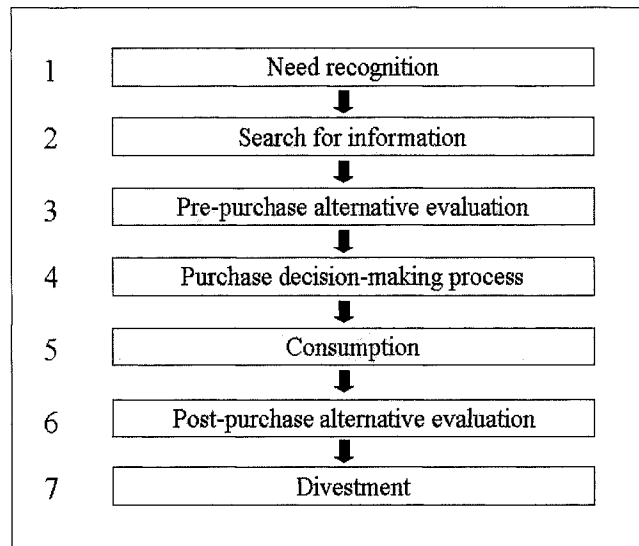 1 Need recognition
2 Search for information
3 Pre-purchase alternative evaluation
4 Purchase decision-making process
5 Consumption
6 Post-purchase alternative evaluation
7 Divestment